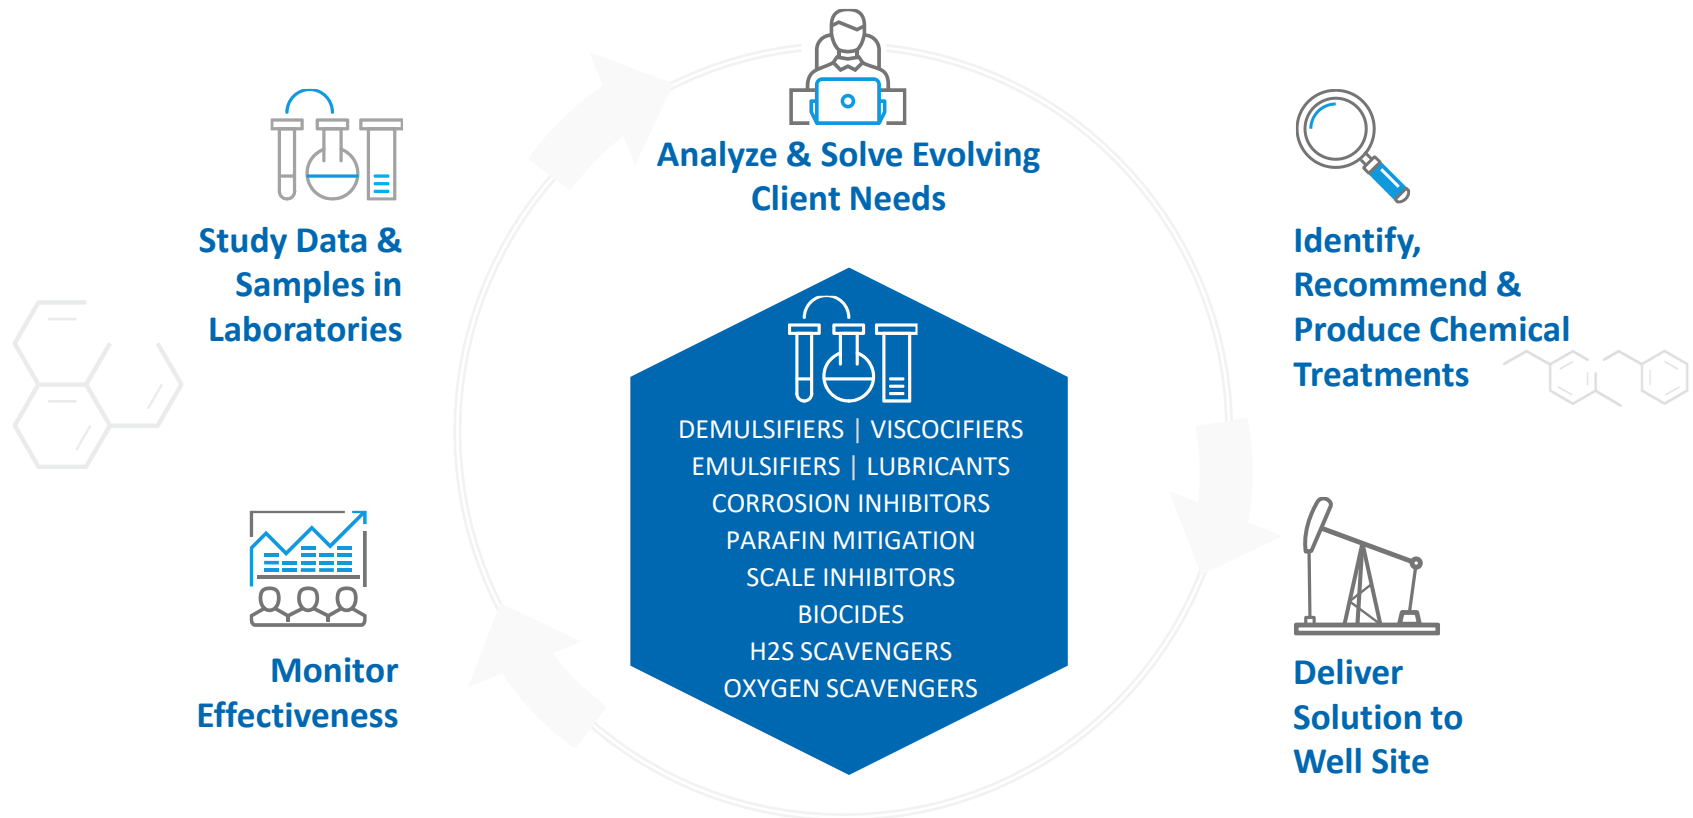 Analyze & Solve Evolving
Client Needs
Identify,
Recommend &
Produce Chemical
Treatments
Deliver
Solution to
Well Site
Monitor
Effectiveness
Study Data &
Samples in
Laboratories
DEMULSIFIERS | VISCOCIFIERS
EMULSIFIERS | LUBRICANTS
CORROSION INHIBITORS
PARAFIN MITIGATION
SCALE INHIBITORS
BIOCIDES
H2S SCAVENGERS
OXYGEN SCAVENGERS